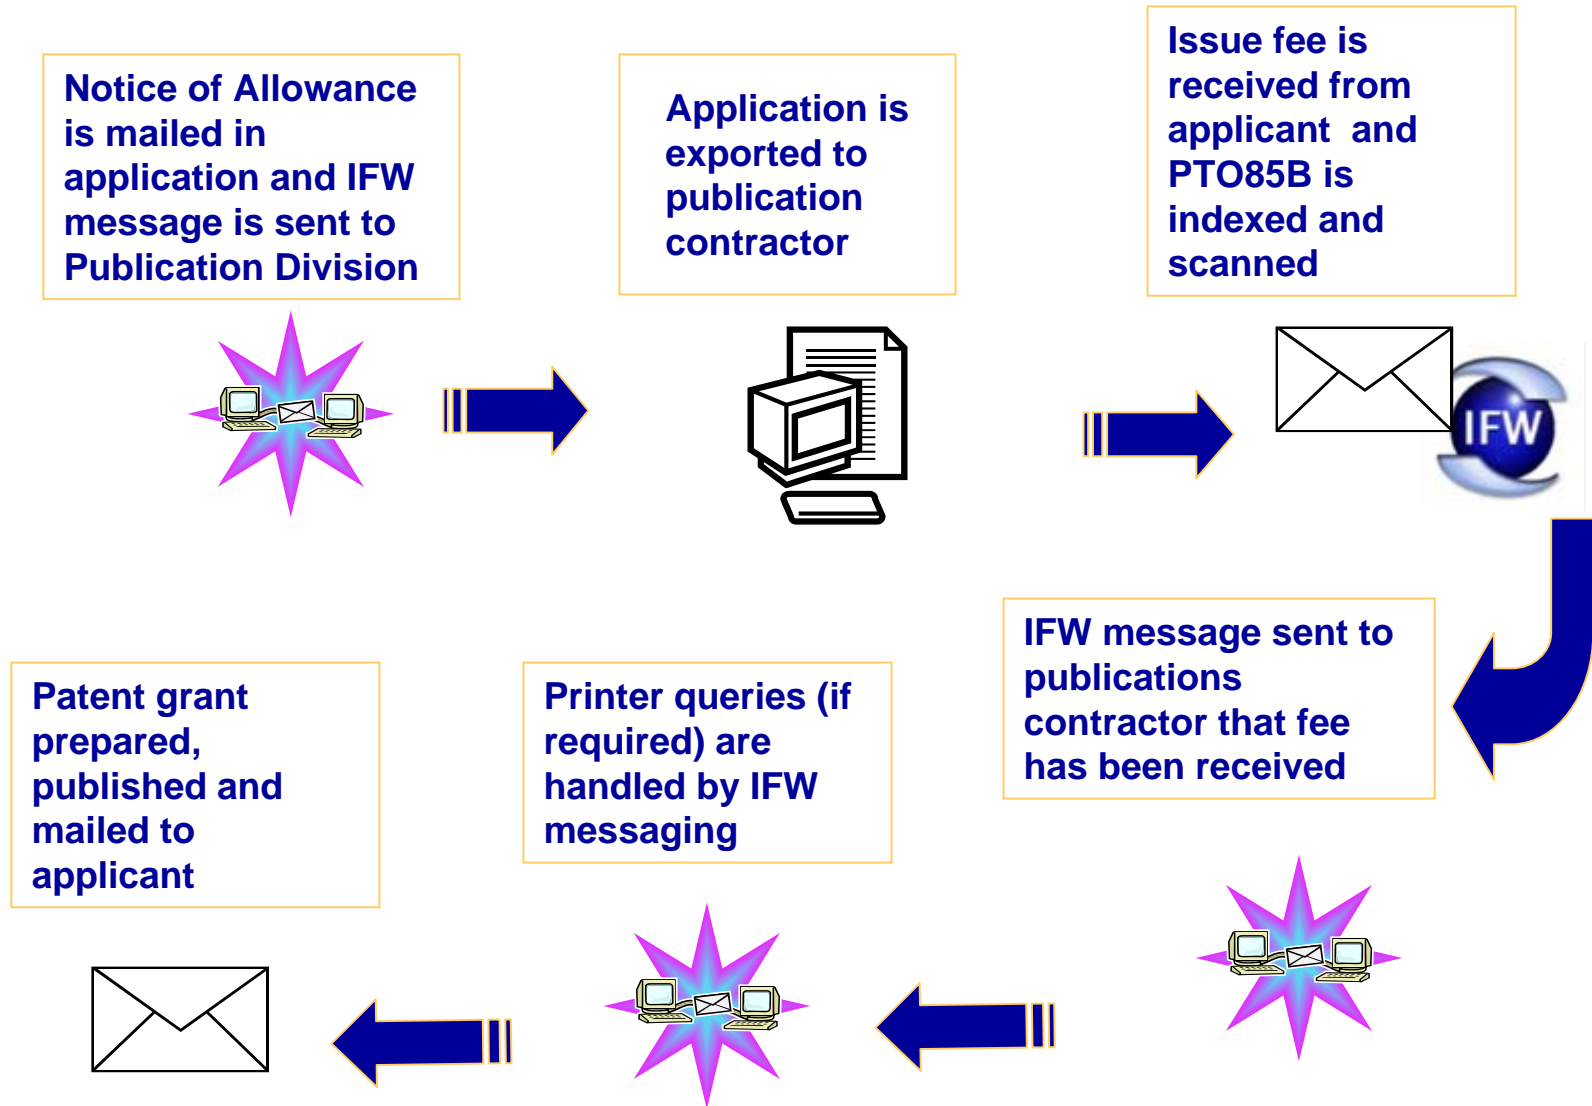 Notice of Allowance
is mailed in
application and IFW
message is sent to
Publication Division
Application is
exported to
publication
contractor
Issue fee is
received from
applicant and
PTO85B is
indexed and
scanned
IFW
IFW message sent to
publications
contractor that fee
has been received
Printer queries (if
required) are
handled by IFW
messaging
Patent grant
prepared,
published and
mailed to
applicant